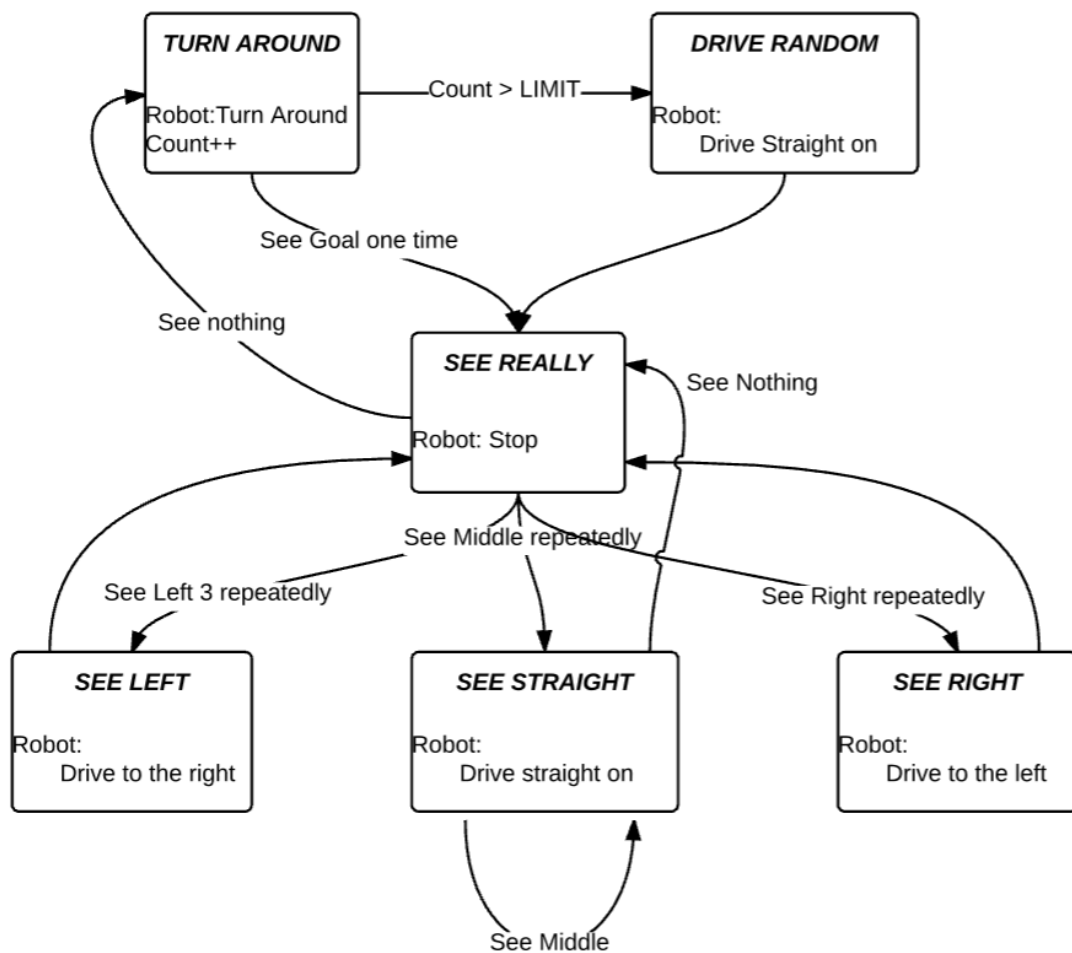 TURN AROUND
Robot:Turn Around
Count++
Count > LIMIT
DRIVE RANDOM
Robot:
Drive Straight on
See Goal one time
See nothing
SEE REALLY
Robot: Stop
See Nothing
See Middle repeatedly
See Left 3 repeatedly
See Right repeatedly
SEE LEFT
Robot:
Drive to the right
SEE STRAIGHT
Robot:
Drive straight on
SEE RIGHT
Robot:
Drive to the left
See Middle